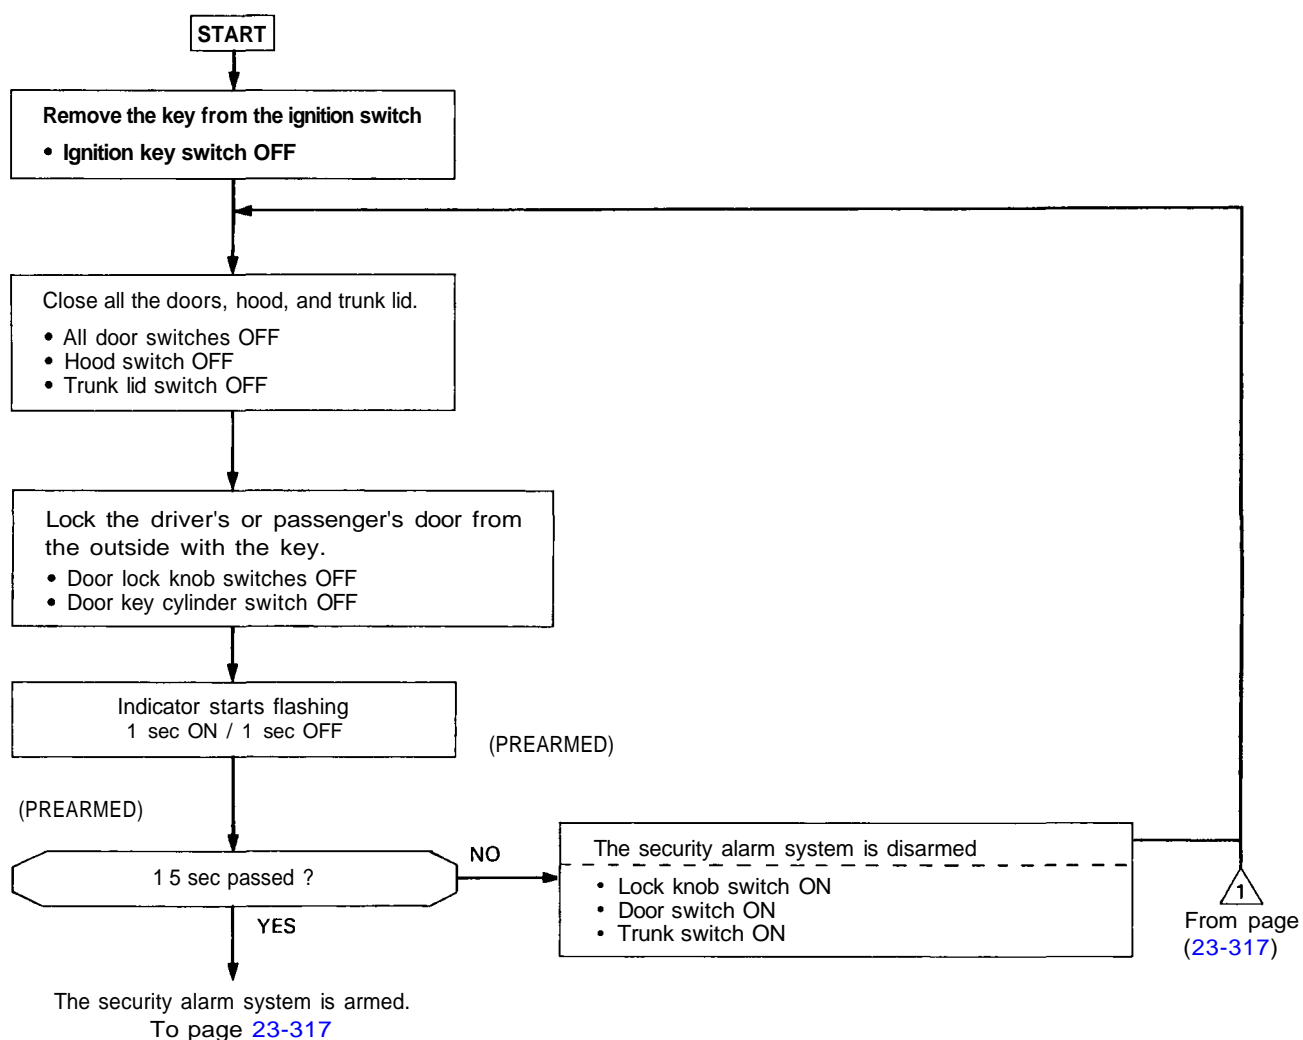 START
Remove the key from the ignition switch
• Ignition key switch OFF
Close all the doors, hood, and trunk lid.
• All door switches OFF
• Hood switch OFF
• Trunk lid switch OFF
Lock the driver's or passenger's door from
the outside with the key.
• Door lock knob switches OFF
• Door key cylinder switch OFF
Indicator starts flashing
1 sec ON / 1 sec OFF
(PREARMED)
(PREARMED)
1 5 sec passed ?
NO
YES
The security alarm system is disarmed
• Lock knob switch ON
• Door switch ON
• Trunk switch ON
1
From page
(23-317)
The security alarm system is armed.
To page 23-317